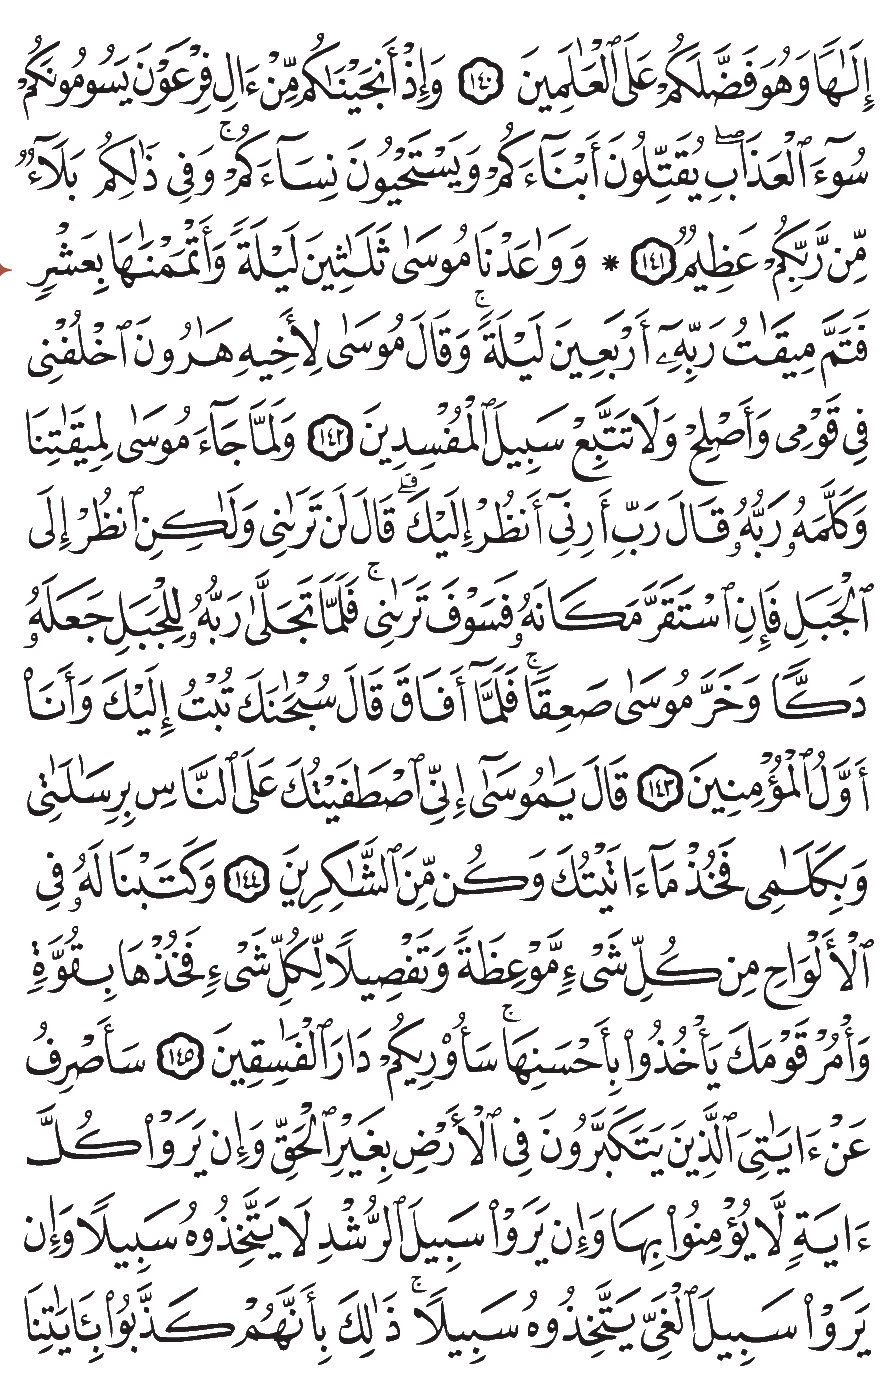 إِلَـٰهًا وَهُوَ فَضَّلَكُمْ عَلَى ٱلْعَـٰلَمِينَ ١٤٠ وَإِذْ أَنجَيْنَـٰكُم مِّنْ ءَالِ فِرْعَوْنَ يَسُومُونَكُمْ
سُوٓءَ ٱلْعَذَابِ ۖ يُقَتِّلُونَ أَبْنَآءَكُمْ وَيَسْتَحْيُونَ نِسَآءَكُمْ ۚ وَفِى ذَٰلِكُم بَلَآءٌ
مِّن رَّبِّكُمْ عَظِيمٌ ١٤١ * وَوَٰعَدْنَا مُوسَىٰ ثَلَـٰثِينَ لَيْلَةً وَأَتْمَمْنَـٰهَا بِعَشْرٍ
فَتَمَّ مِيقَـٰتُ رَبِّهِۦٓ أَرْبَعِينَ لَيْلَةً ۚ وَقَالَ مُوسَىٰ لِأَخِيهِ هَـٰرُونَ ٱخْلُفْنِى
فِى قَوْمِى وَأَصْلِحْ وَلَا تَتَّبِعْ سَبِيلَ ٱلْمُفْسِدِينَ ١٤٢ وَلَمَّا جَآءَ مُوسَىٰ لِمِيقَـٰتِنَا
وَكَلَّمَهُۥ رَبُّهُۥ قَالَ رَبِّ أَرِنِىٓ أَنظُرْ إِلَيْكَ ۚ قَالَ لَن تَرَىٰنِى وَلَـٰكِنِ ٱنظُرْ إِلَى
ٱلْجَبَلِ فَإِنِ ٱسْتَقَرَّ مَكَانَهُۥ فَسَوْفَ تَرَىٰنِى ۚ فَلَمَّا تَجَلَّىٰ رَبُّهُۥ لِلْجَبَلِ جَعَلَهُۥ
دَكًّا وَخَرَّ مُوسَىٰ صَعِقًا ۚ فَلَمَّآ أَفَاقَ قَالَ سُبْحَـٰنَكَ تُبْتُ إِلَيْكَ وَأَنَا۠
أَوَّلُ ٱلْمُؤْمِنِينَ ١٤٣ قَالَ يَـٰمُوسَىٰٓ إِنِّى ٱصْطَفَيْتُكَ عَلَى ٱلنَّاسِ بِرِسَـٰلَـٰتِى
وَبِكَلَـٰمِى فَخُذْ مَآ ءَاتَيْتُكَ وَكُن مِّنَ ٱلشَّـٰكِرِينَ ١٤٤ وَكَتَبْنَا لَهُۥ فِى
ٱلْأَلْوَاحِ مِن كُلِّ شَىْءٍ مَّوْعِظَةً وَتَفْصِيلًا لِّكُلِّ شَىْءٍ فَخُذْهَا بِقُوَّةٍ
وَأْمُرْ قَوْمَكَ يَأْخُذُوا۟ بِأَحْسَنِهَا ۚ سَأُو۟رِيكُمْ دَارَ ٱلْفَـٰسِقِينَ ١٤٥ سَأَصْرِفُ
عَنْ ءَايَـٰتِىَ ٱلَّذِينَ يَتَكَبَّرُونَ فِى ٱلْأَرْضِ بِغَيْرِ ٱلْحَقِّ وَإِن يَرَوْا۟ كُلَّ
ءَايَةٍ لَّا يُؤْمِنُوا۟ بِهَا وَإِن يَرَوْا۟ سَبِيلَ ٱلرُّشْدِ لَا يَتَّخِذُوهُ سَبِيلًا وَإِن
يَرَوْا۟ سَبِيلَ ٱلْغَىِّ يَتَّخِذُوهُ سَبِيلًا ۚ ذَٰلِكَ بِأَنَّهُمْ كَذَّبُوا۟ بِـَٔايَـٰتِنَا